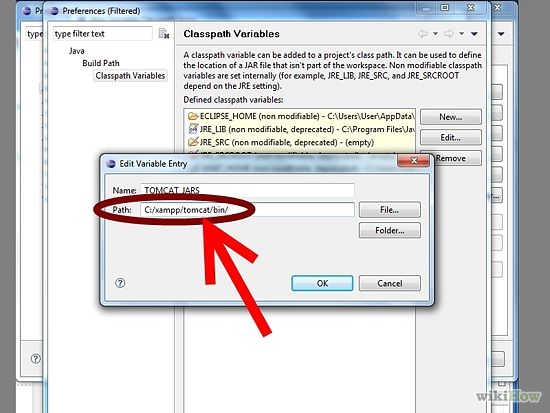 Pr
Preferences (Filtered)
type
type filter text
Java
Build Path
Classpath Variables
Classpath Variables
A classpath variable can be added to a project's class path. It can be used to
define the location of a JAR file that isn't part of the workspace. Non modifiable classpath
variables are set internally (for example, JRE_LIB, JRE_SRC, and JRE_SRCROOT
depend on the JRE setting).
Defined classpath variables:
ECLIPSE_HOME (non modifiable) - C:\Users\User\AppData\
JRE_LIB (non modifiable, deprecated) - C:\Program Files\Jav
JRE_SRC (non modifiable, deprecated) - (empty)
New...
Edit...
Remove
Edit Variable Entry
Name: TOMCAT_JARS
Path: C:/xampp/tomcat/bin/
File...
Folder...
?
OK
Cancel
?
wikiHow